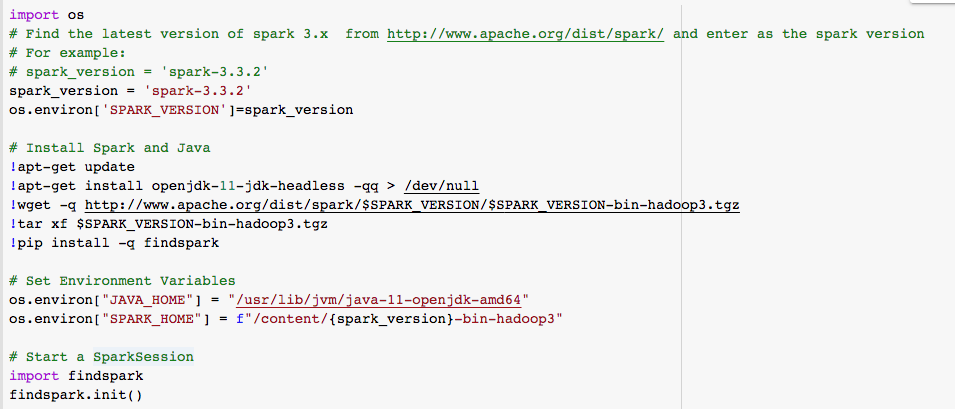 import os
# Find the latest version of spark 3.x  from http://www.apache.org/dist/spark/ and enter as the spark version
# For example:
# spark_version = 'spark-3.3.2'
spark_version = 'spark-3.3.2'
os.environ['SPARK_VERSION']=spark_version

# Install Spark and Java
!apt-get update
!apt-get install openjdk-11-jdk-headless -qq > /dev/null
!wget -q http://www.apache.org/dist/spark/$SPARK_VERSION/$SPARK_VERSION-bin-hadoop3.tgz
!tar xf $SPARK_VERSION-bin-hadoop3.tgz
!pip install -q findspark

# Set Environment Variables
os.environ["JAVA_HOME"] = "/usr/lib/jvm/java-11-openjdk-amd64"
os.environ["SPARK_HOME"] = f"/content/{spark_version}-bin-hadoop3"

# Start a SparkSession
import findspark
findspark.init()